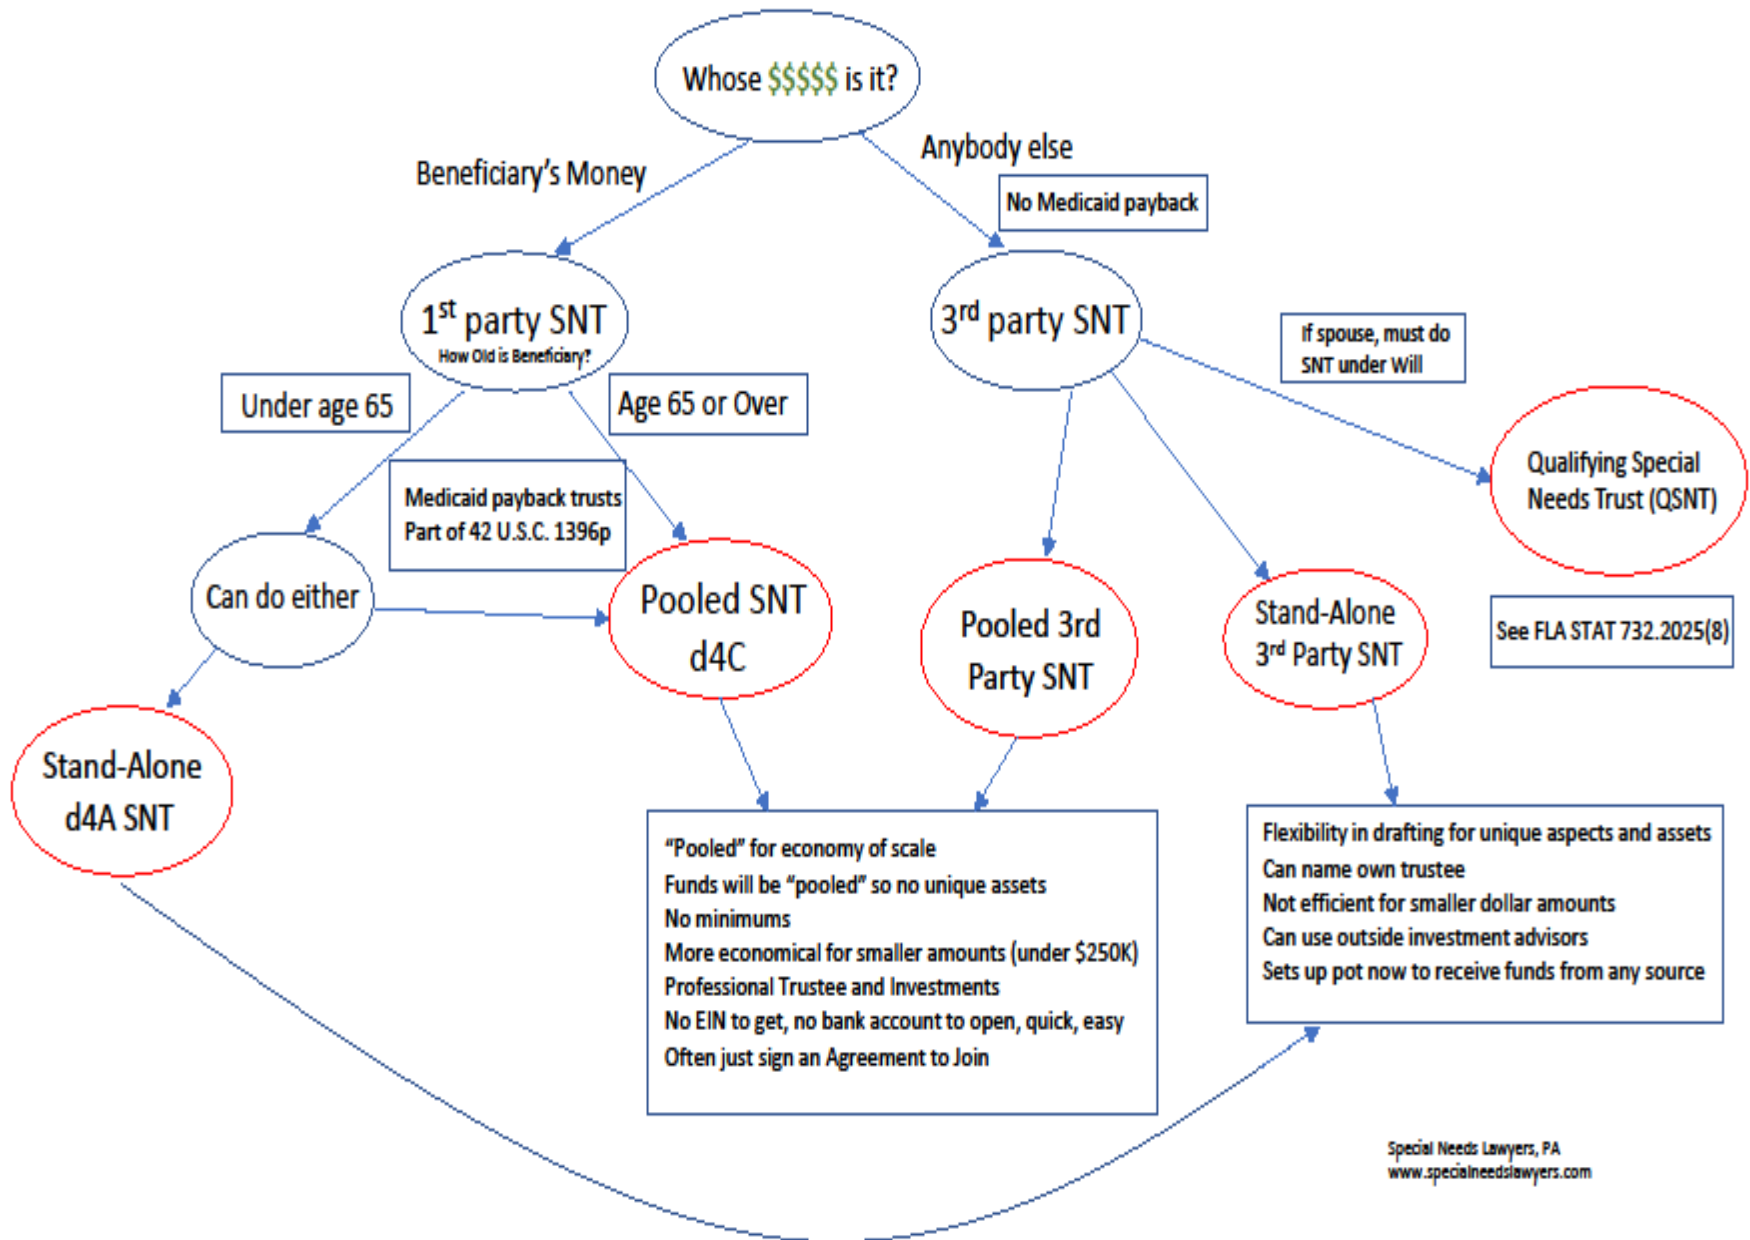 Whose $$$$$ is it?
Anybody else
Beneficiary's Money
No Medicaid payback
1st party SNT
How Old is Beneficiary?
3rd party SNT
If spouse, must do
SNT under Will
Under age 65
Age 65 or Over
Medicaid payback trusts
Part of 42 U.S.C. 1396p
Qualifying Special
Needs Trust (QSNT)
Can do either
Pooled SNT
d4C
Pooled 3rd
Party SNT
Stand-Alone
3rd Party SNT
See FLA STAT 732.2025(8)
Stand-Alone
d4A SNT
"Pooled" for economy of scale
Funds will be "pooled" so no unique assets
No minimums
More economical for smaller amounts (under $250K)
Professional Trustee and Investments
No EIN to get, no bank account to open, quick, easy
Often just sign an Agreement to Join
Flexibility in drafting for unique aspects and assets
Can name own trustee
Not efficient for smaller dollar amounts
Can use outside investment advisors
Sets up pot now to receive funds from any source
Special Needs Lawyers, PA
www.specialneedslawyers.com